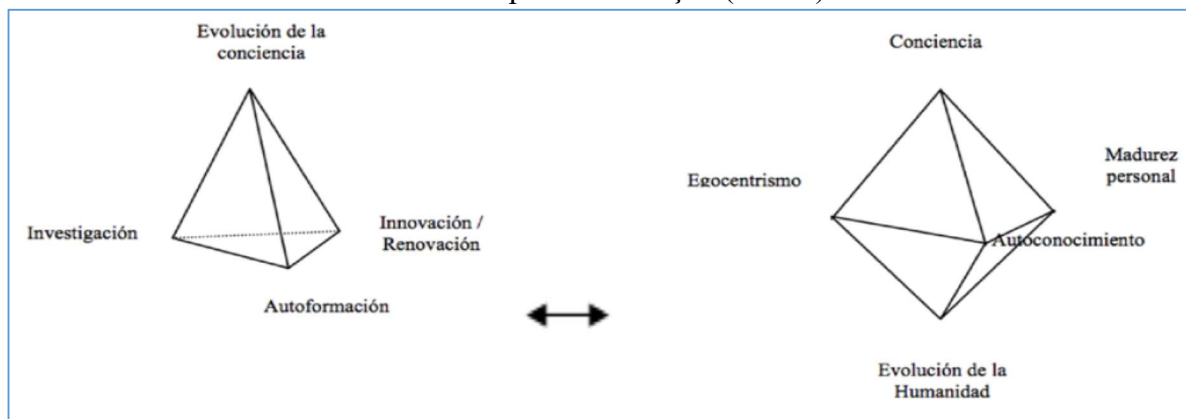 Evolución de la
conciencia
Investigación
Innovación /
Renovación
Autoformación
Conciencia
Egocentrismo
Madurez
personal
Autoconocimiento
Evolución de la
Humanidad